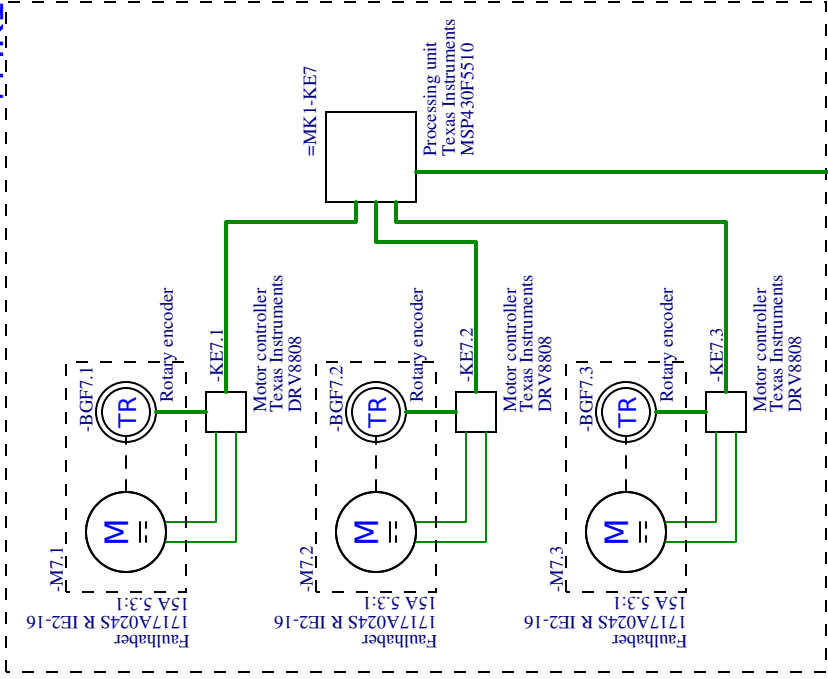 =MK1-KE7
Processing unit
Texas Instruments
MSP430F5510
-BGF7.1
TR
Rotary encoder
-KE7.1
Motor controller
Texas Instruments
DRV8808
-M7.1
M
Faulhaber
1717A024S R IE2-16
15A 5.3:1
-BGF7.2
TR
Rotary encoder
-KE7.2
Motor controller
Texas Instruments
DRV8808
-M7.2
M
Faulhaber
1717A024S R IE2-16
15A 5.3:1
-BGF7.3
TR
Rotary encoder
-KE7.3
Motor controller
Texas Instruments
DRV8808
-M7.3
M
Faulhaber
1717A024S R IE2-16
15A 5.3:1